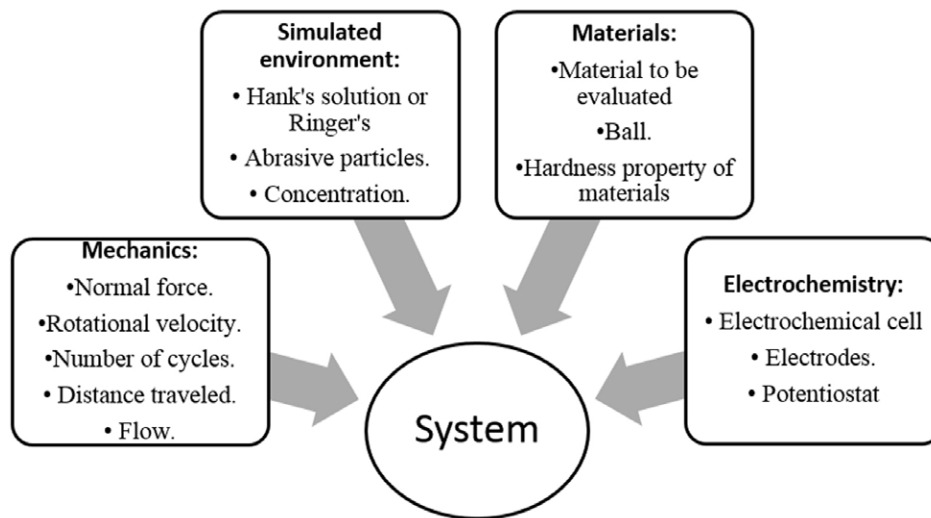 Simulated
environment:
• Hank's solution or
Ringer's
• Abrasive particles.
• Concentration.
Materials:
•Material to be
evaluated
•Ball.
•Hardness property of
materials
Mechanics:
•Normal force.
•Rotational velocity.
•Number of cycles.
• Distance traveled.
• Flow.
Electrochemistry:
• Electrochemical cell
• Electrodes.
• Potentiostat
System